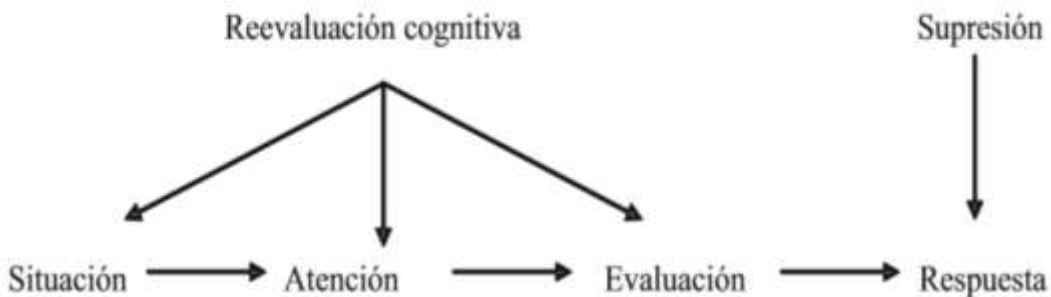 Reevaluación cognitiva Supresión
Situación Atención Evaluación Respuesta